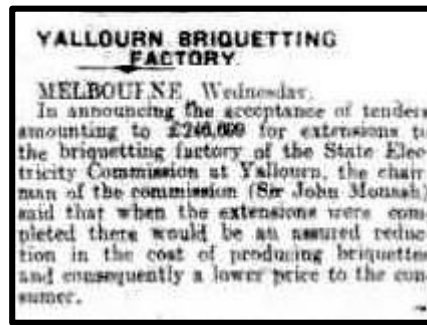 YALLOURN BRIQUETTING
FACTORY.
MELBOURNE, Wednesday.
In announcing the acceptance of tenders
amounting to for extensions to
the briquetting factory of the State Elec-
tricity Commission at Yallourn, the chair-
man of the commission (Sir John Monash)
said that when the extensions were com-
pleted there would be an assured reduc-
tion in the cost of producing briquettes
and consequently a lower price to the con-
sumer.